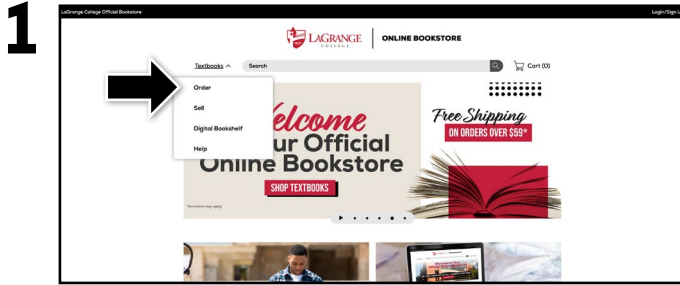 1
LaGrange College Official Bookstore
Login/Sign U
LAGRANGE
COLLEGE
ONLINE BOOKSTORE
Textbooks
Search
Cart (0)
Order
Sell
Digital Bookshelf
Help
elcome
ur Official
Online Bookstore
SHOP TEXTBOOKS
*Exclusions may apply
Free Shipping
ON ORDERS OVER $59*